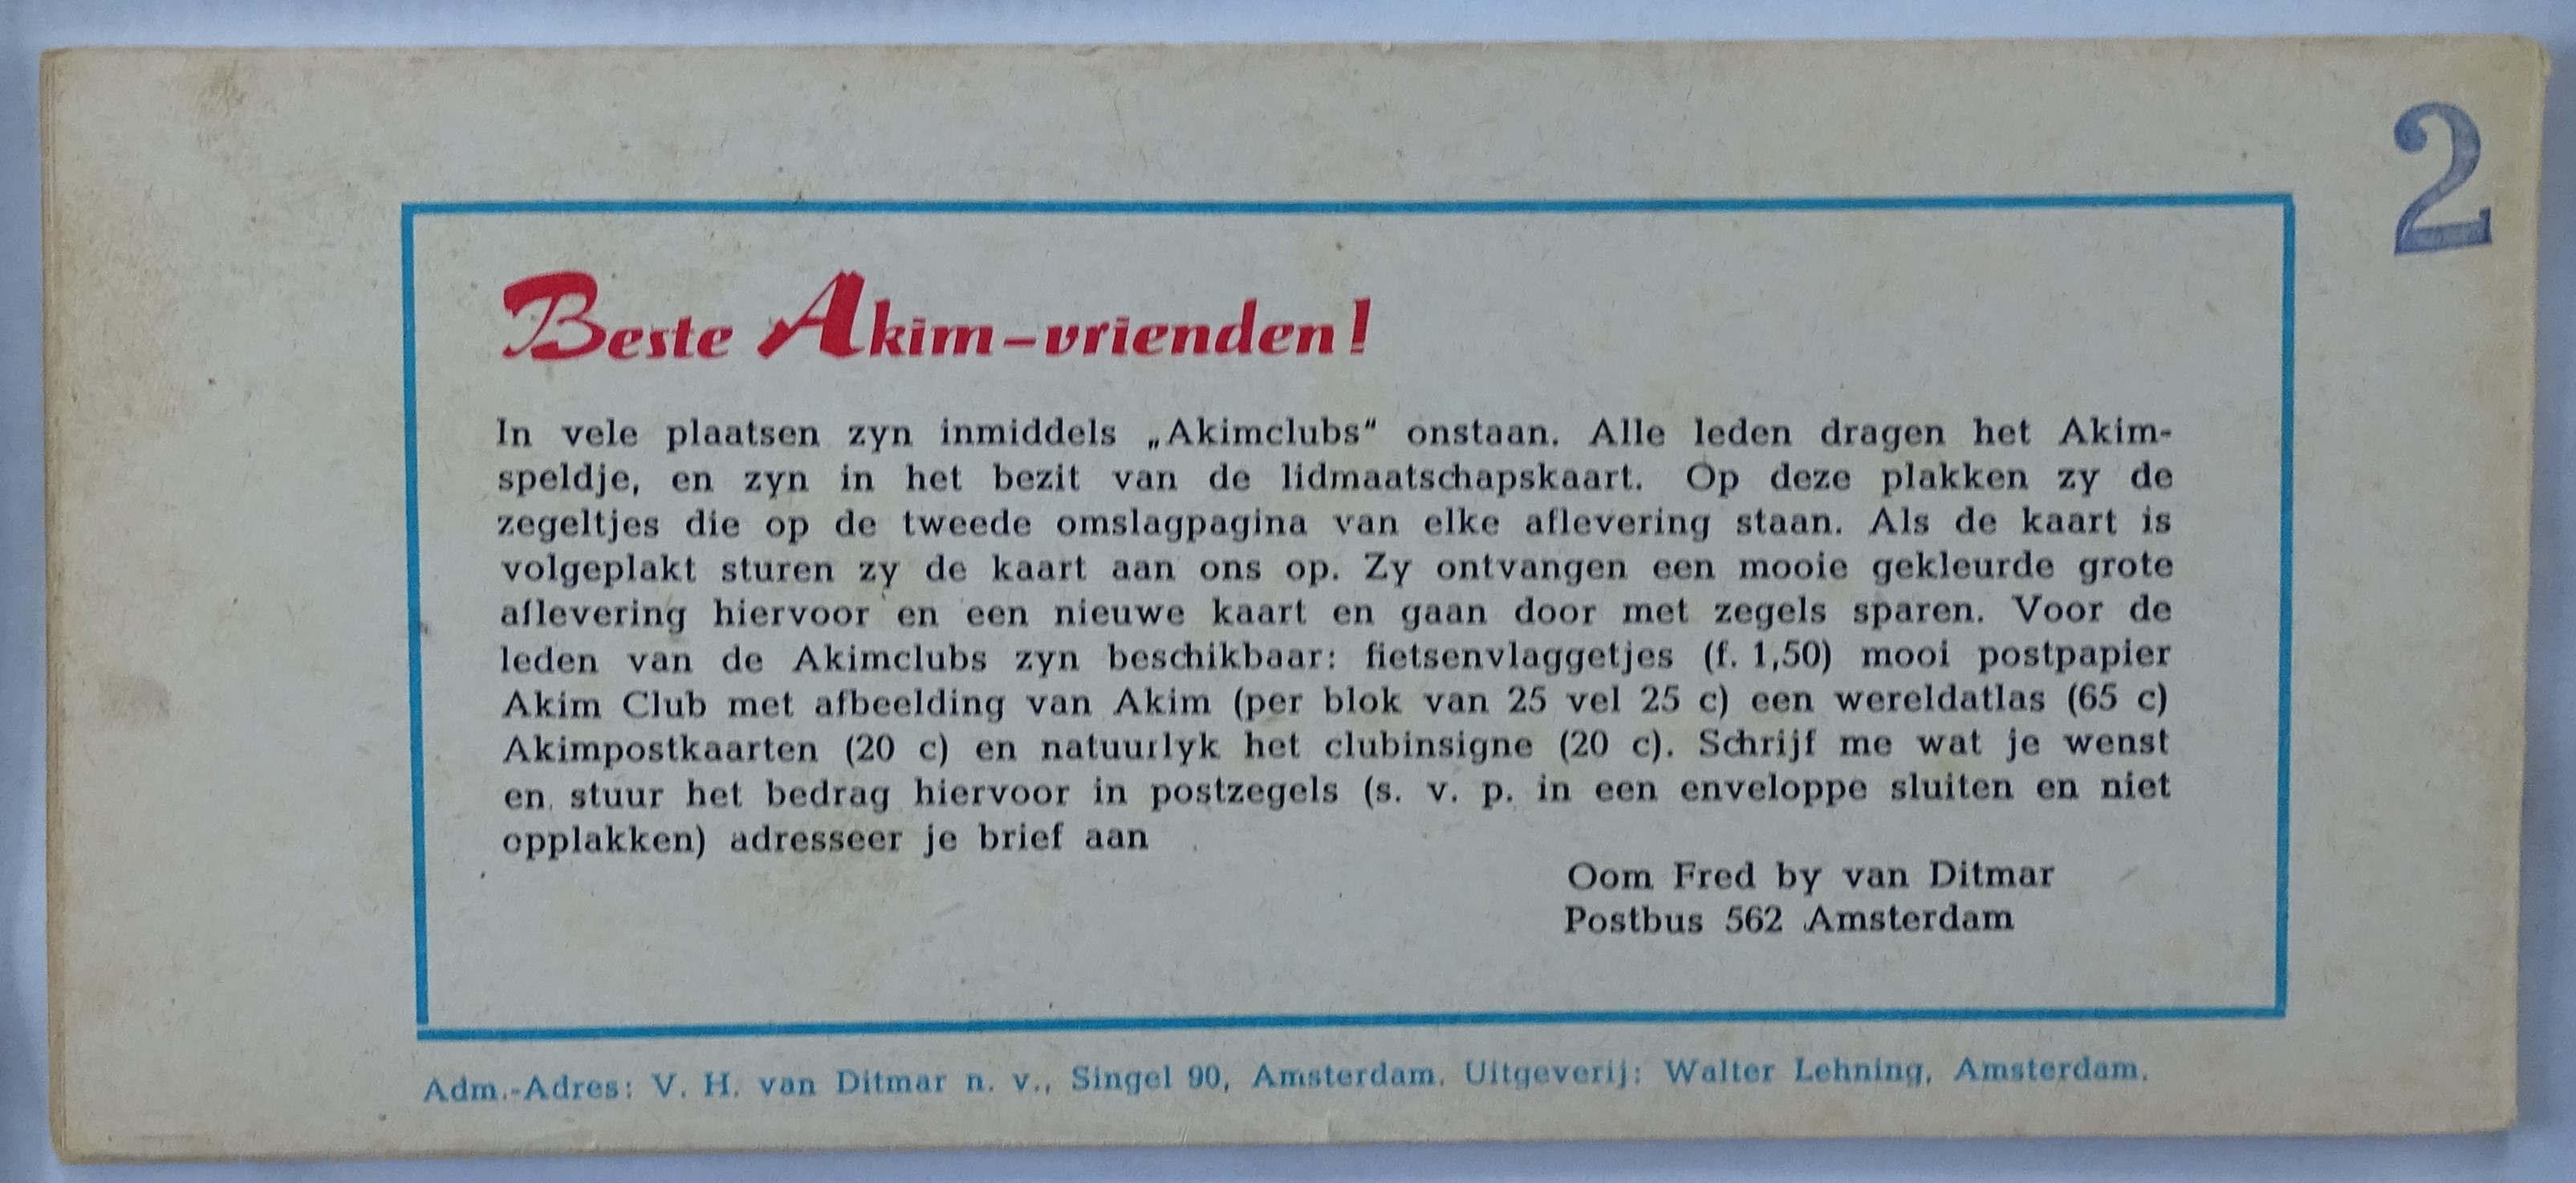 2
Beste Akim-vrienden!
In vele plaatsen zyn inmiddels „Akimclubs“ onstaan. Alle leden dragen het Akim-
speldje, en zyn in het bezit van de lidmaatschapskaart. Op deze plakken zy de
zegeltjes die op de tweede omslagpagina van elke aflevering staan. Als de kaart is
volgeplakt sturen zy de kaart aan ons op. Zy ontvangen een mooie gekleurde grote
aflevering hiervoor en een nieuwe kaart en gaan door met zegels sparen. Voor de
leden van de Akimclubs zyn beschikbaar: fietsenvlaggetjes (f. 1,50) mooi postpapier
Akim Club met afbeelding van Akim (per blok van 25 vel 25 c) een wereldatlas (65 c)
Akimpostkaarten (20 c) en natuurlyk het clubinsigne (20 c). Schrijf me wat je wenst
en stuur het bedrag hiervoor in postzegels (s. v. p. in een enveloppe sluiten en niet
opplakken) adresseer je brief aan
Oom Fred by van Ditmar
Postbus 562 Amsterdam
Adm.-Adres: V. H. van Ditmar n. v., Singel 90, Amsterdam. Uitgeverij: Walter Lehning, Amsterdam.